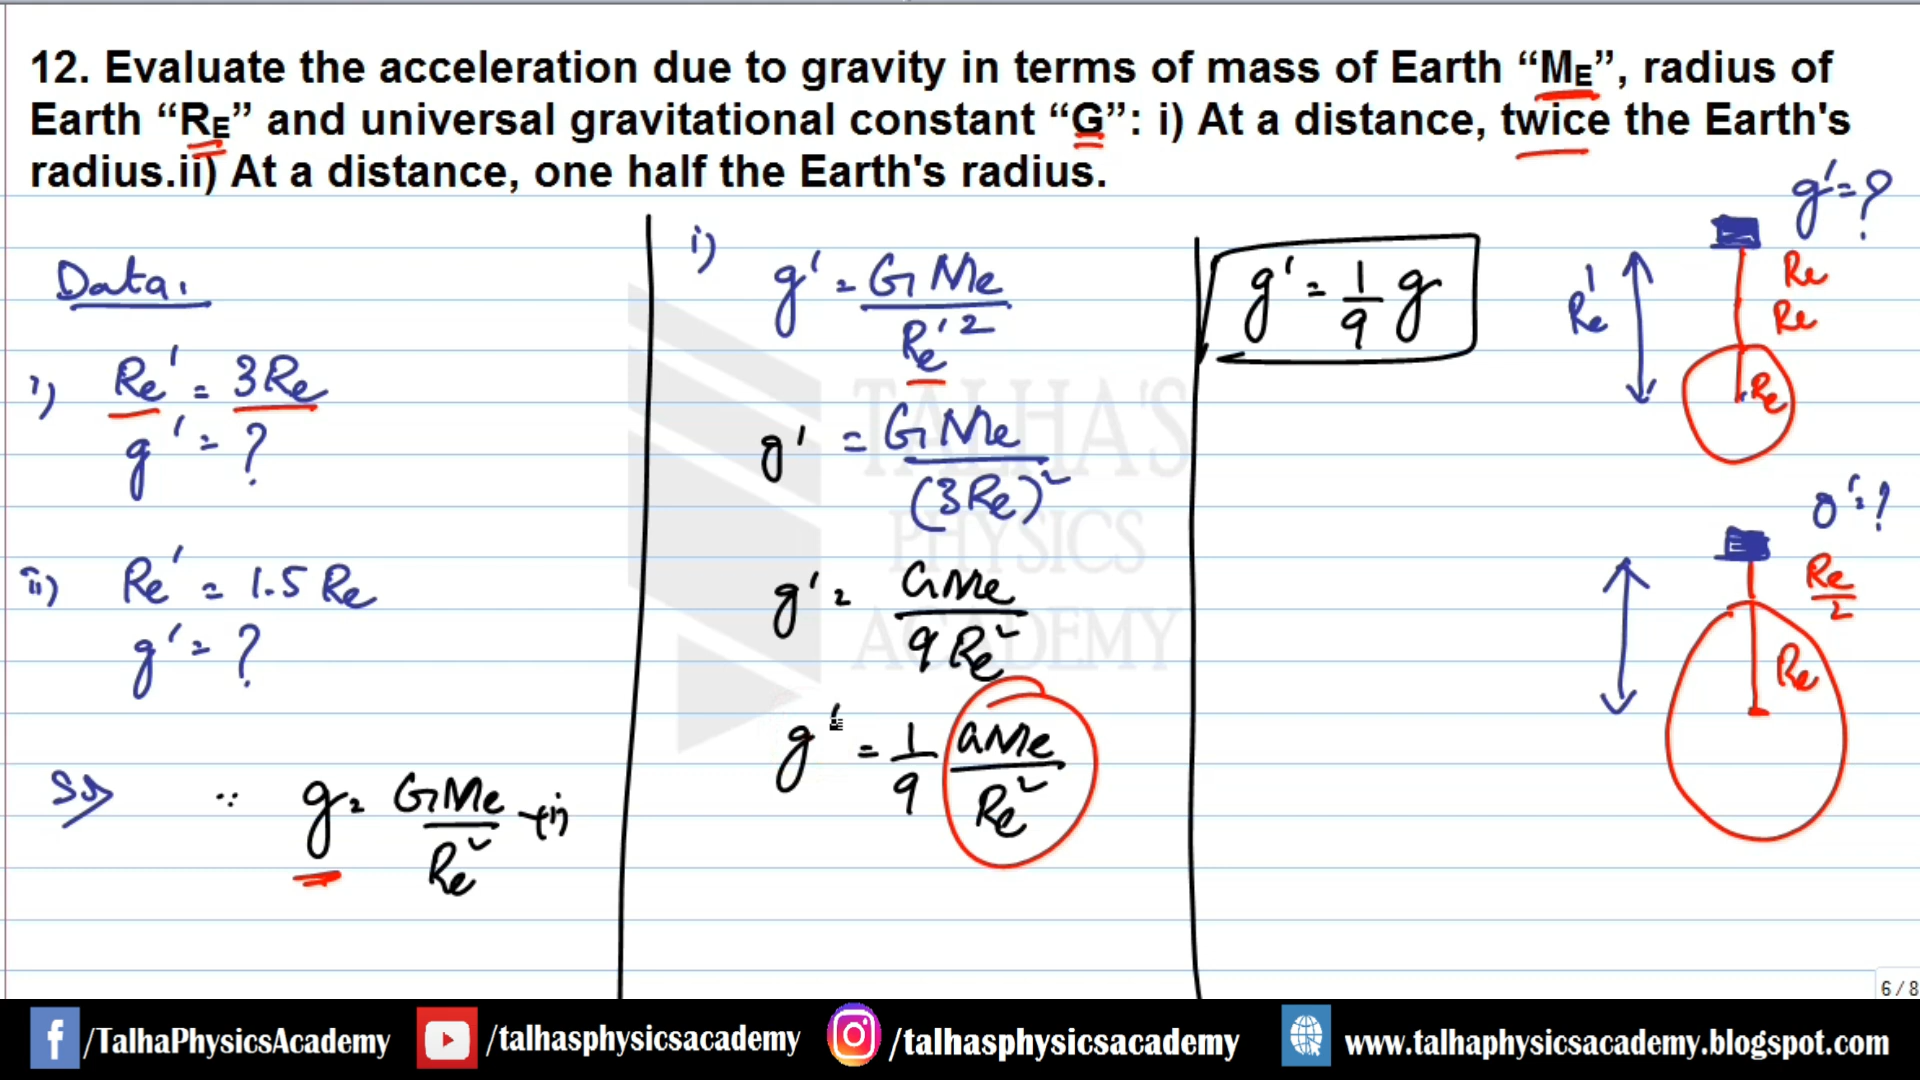 12. Evaluate the acceleration due to gravity in terms of mass of Earth “ME”, radius of
Earth “RE” and universal gravitational constant “G”: i) At a distance, twice the Earth's
radius.ii) At a distance, one half the Earth's radius.
Data.
i) Re' = 3Re
g' = ?
ii) Re' = 1.5 Re
g' = ?
Sol
∵ g = GMe / Re² → (i)
i) g' = GMe / Re'²
g' = GMe / (3Re)²
g' = GMe / 9Re²
g' = 1/9 GMe / Re²
g' = 1/9 g
g' = ?
Re
Re
Re'
Re
g' = ?
Re/2
Re
TALHA'S
PHYSICS
ACADEMY
6 / 8
/TalhaPhysicsAcademy
/talhasphysicsacademy
/talhasphysicsacademy
www.talhaphysicsacademy.blogspot.com